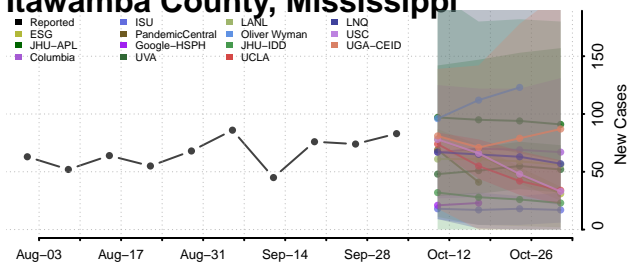 Itawamba County, Mississippi
Reported ISU LANL LNQ
ESG PandemicCentral Oliver Wyman USC
JHU−APL Google−HSPH JHU−IDD UGA−CEID
Columbia UVA UCLA
150
100
50
0
New Cases
Aug−03 Aug−17 Aug−31 Sep−14 Sep−28 Oct−12 Oct−26